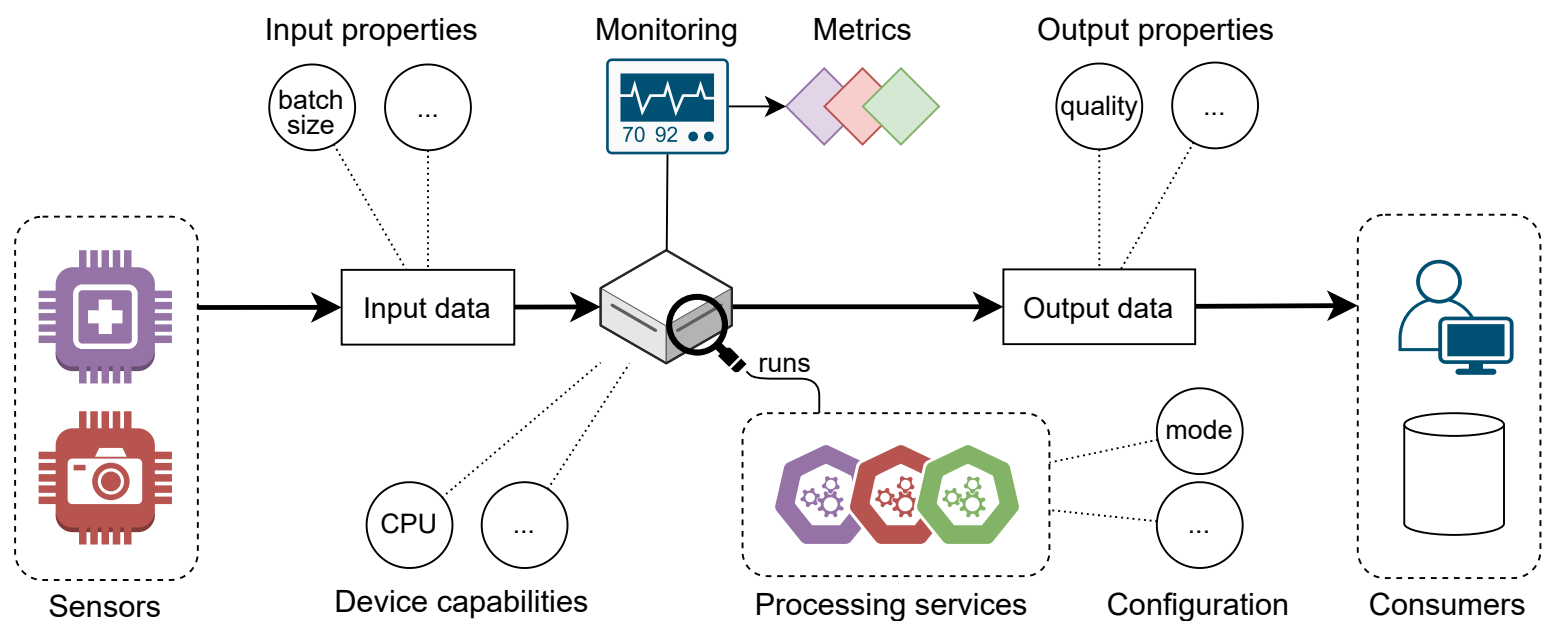 Input properties
Monitoring
Metrics
Output properties
batch
size
...
70 92
quality
...
Input data
Output data
runs
mode
CPU
...
...
Sensors
Device capabilities
Processing services
Configuration
Consumers